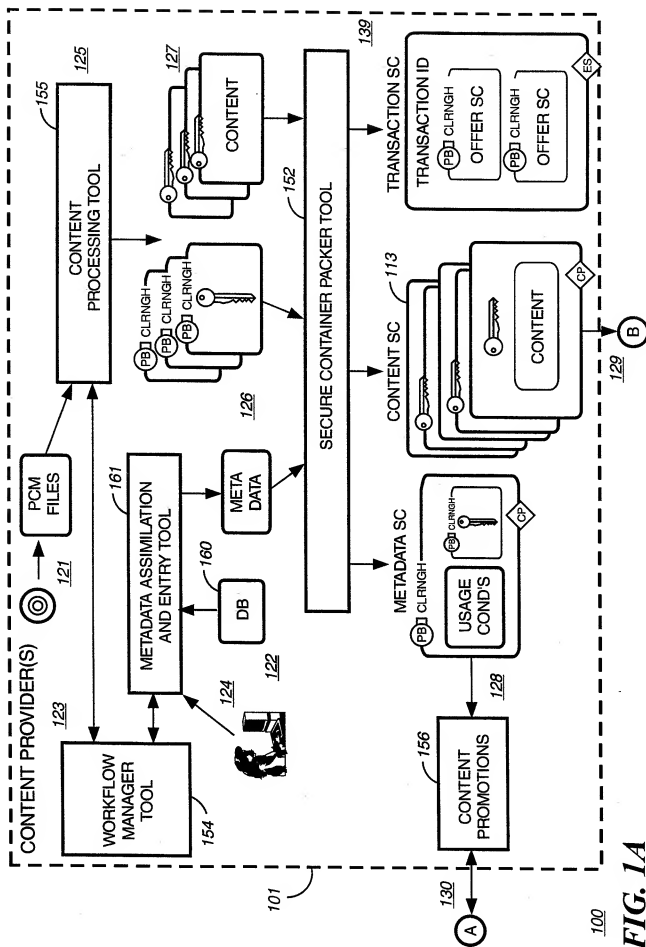 CONTENT PROVIDER(S)
123
WORKFLOW
MANAGER
TOOL
154
121
PCM
FILES
155
CONTENT
PROCESSING TOOL
125
161
METADATA ASSIMILATION
AND ENTRY TOOL
124
160
DB
122
META
DATA
126
PB CLRNGH
PB CLRNGH
PB CLRNGH
127
CONTENT
152
SECURE CONTAINER PACKER TOOL
139
METADATA SC
PB CLRNGH
USAGE
COND'S
PB CLRNGH
CP
128
CONTENT SC
113
CONTENT
CP
129
B
TRANSACTION SC
TRANSACTION ID
PB CLRNGH
OFFER SC
PB CLRNGH
OFFER SC
ES
156
CONTENT
PROMOTIONS
101
130
A
100
FIG. 1A